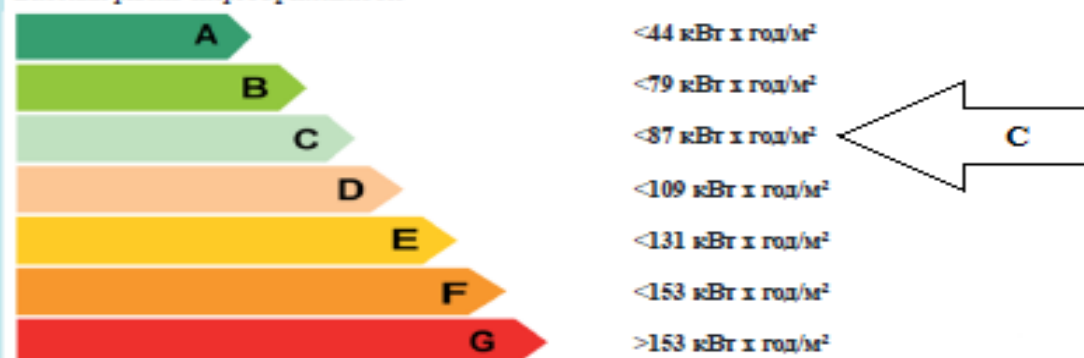 A <44 кВт х год/м²
B <79 кВт х год/м²
C <87 кВт х год/м² C
D <109 кВт х год/м²
E <131 кВт х год/м²
F <153 кВт х год/м²
G >153 кВт х год/м²